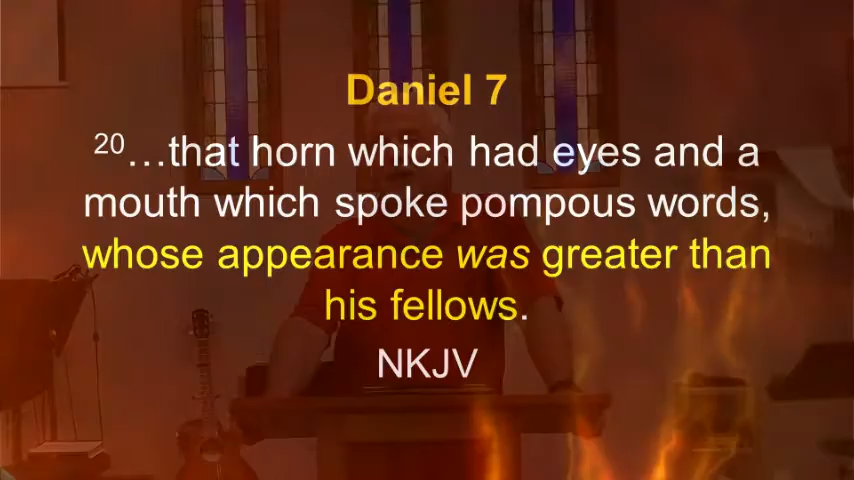 Daniel 7
20…that horn which had eyes and a
mouth which spoke pompous words,
whose appearance was greater than
his fellows.
NKJV